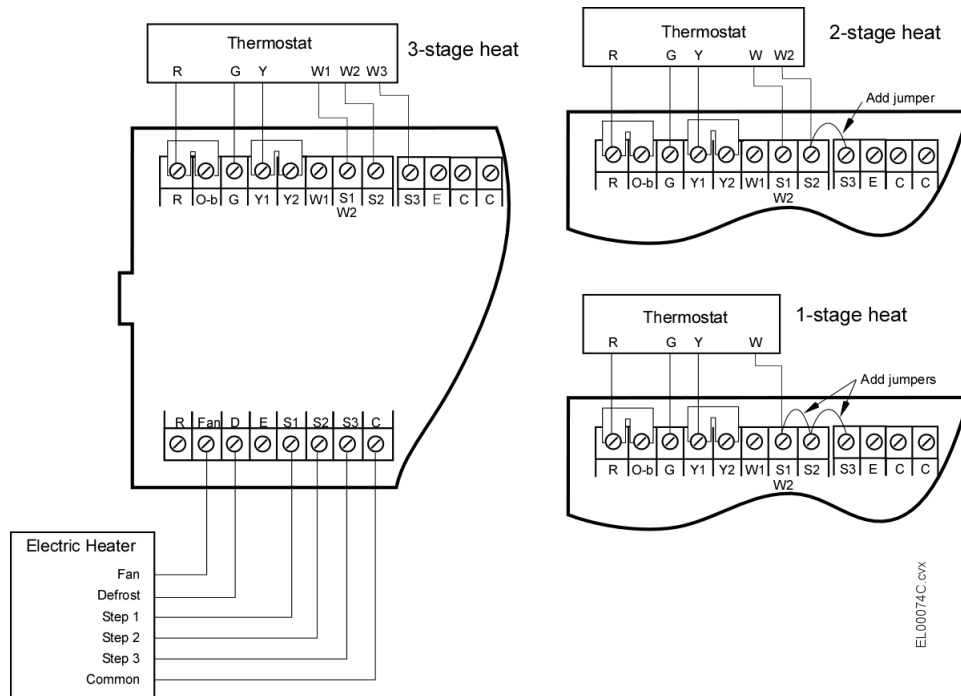 Thermostat
3-stage heat
R G Y W1 W2 W3
R O-b G Y1 Y2 W1 S1 S2 S3 E C C
W2
R Fan D E S1 S2 S3 C
Electric Heater
Fan
Defrost
Step 1
Step 2
Step 3
Common
2-stage heat
Thermostat
R G Y W W2
Add jumper
R O-b G Y1 Y2 W1 S1 S2 S3 E C C
W2
Thermostat
1-stage heat
R G Y W
Add jumpers
R O-b G Y1 Y2 W1 S1 S2 S3 E C C
W2
EL00074C.cvx